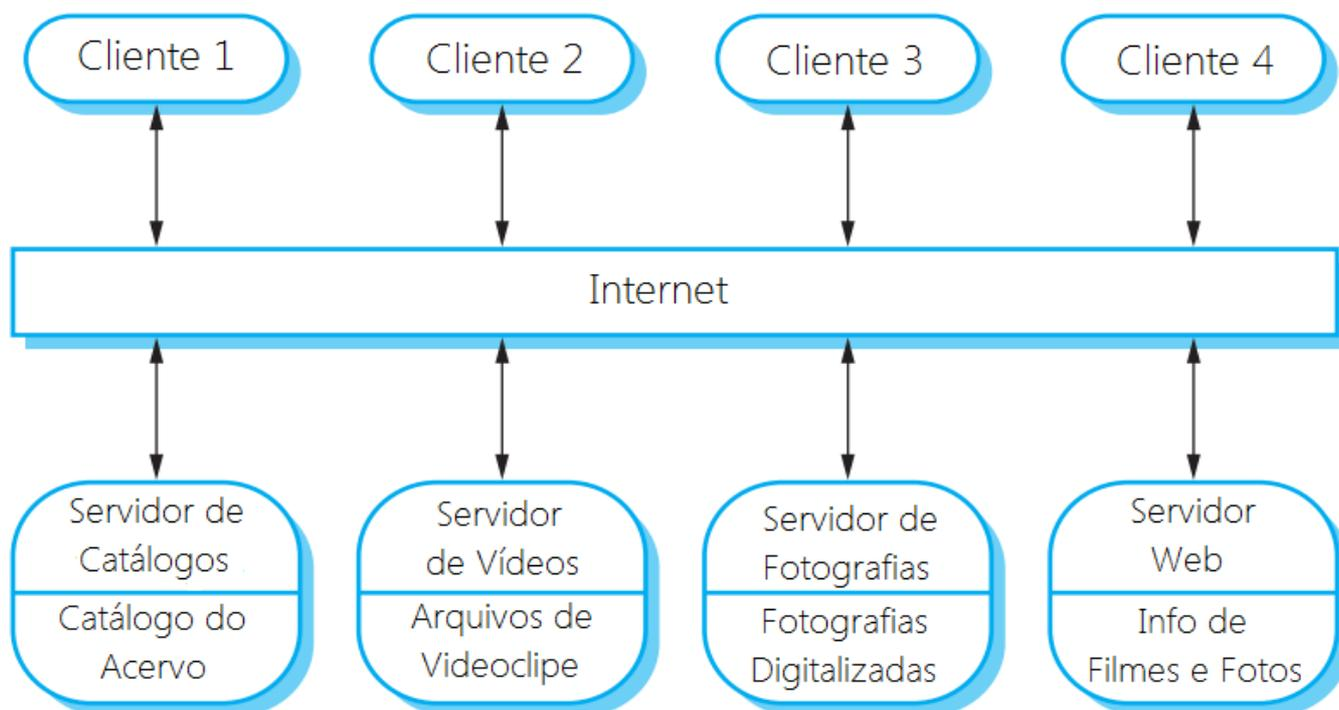 Cliente 1
Cliente 2
Cliente 3
Cliente 4
Internet
Servidor de
Catálogos
Catálogo do
Acervo
Servidor
de Vídeos
Arquivos de
Videoclipe
Servidor de
Fotografias
Fotografias
Digitalizadas
Servidor
Web
Info de
Filmes e Fotos